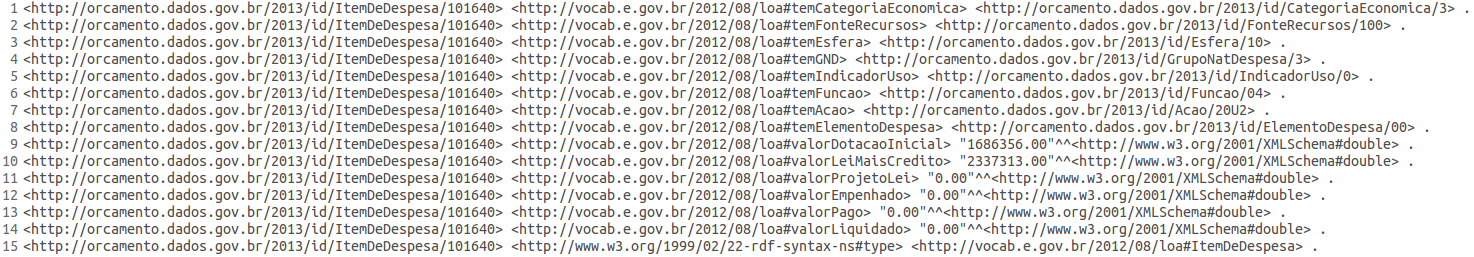 1 <http://orcamento.dados.gov.br/2013/id/ItemDeDespesa/101640> <http://vocab.e.gov.br/2012/08/loa#temCategoriaEconomica> <http://orcamento.dados.gov.br/2013/id/CategoriaEconomica/3> .
2 <http://orcamento.dados.gov.br/2013/id/ItemDeDespesa/101640> <http://vocab.e.gov.br/2012/08/loa#temFonteRecursos> <http://orcamento.dados.gov.br/2013/id/FonteRecursos/100> .
3 <http://orcamento.dados.gov.br/2013/id/ItemDeDespesa/101640> <http://vocab.e.gov.br/2012/08/loa#temEsfera> <http://orcamento.dados.gov.br/2013/id/Esfera/10> .
4 <http://orcamento.dados.gov.br/2013/id/ItemDeDespesa/101640> <http://vocab.e.gov.br/2012/08/loa#temGND> <http://orcamento.dados.gov.br/2013/id/GrupoNatDespesa/3> .
5 <http://orcamento.dados.gov.br/2013/id/ItemDeDespesa/101640> <http://vocab.e.gov.br/2012/08/loa#temIndicadorUso> <http://orcamento.dados.gov.br/2013/id/IndicadorUso/0> .
6 <http://orcamento.dados.gov.br/2013/id/ItemDeDespesa/101640> <http://vocab.e.gov.br/2012/08/loa#temFuncao> <http://orcamento.dados.gov.br/2013/id/Funcao/04> .
7 <http://orcamento.dados.gov.br/2013/id/ItemDeDespesa/101640> <http://vocab.e.gov.br/2012/08/loa#temAcao> <http://orcamento.dados.gov.br/2013/id/Acao/20U2> .
8 <http://orcamento.dados.gov.br/2013/id/ItemDeDespesa/101640> <http://vocab.e.gov.br/2012/08/loa#temElementoDespesa> <http://orcamento.dados.gov.br/2013/id/ElementoDespesa/00> .
9 <http://orcamento.dados.gov.br/2013/id/ItemDeDespesa/101640> <http://vocab.e.gov.br/2012/08/loa#valorDotacaoInicial> "1686356.00"^^<http://www.w3.org/2001/XMLSchema#double> .
10 <http://orcamento.dados.gov.br/2013/id/ItemDeDespesa/101640> <http://vocab.e.gov.br/2012/08/loa#valorLeiMaisCredito> "2337313.00"^^<http://www.w3.org/2001/XMLSchema#double> .
11 <http://orcamento.dados.gov.br/2013/id/ItemDeDespesa/101640> <http://vocab.e.gov.br/2012/08/loa#valorProjetoLei> "0.00"^^<http://www.w3.org/2001/XMLSchema#double> .
12 <http://orcamento.dados.gov.br/2013/id/ItemDeDespesa/101640> <http://vocab.e.gov.br/2012/08/loa#valorEmpenhado> "0.00"^^<http://www.w3.org/2001/XMLSchema#double> .
13 <http://orcamento.dados.gov.br/2013/id/ItemDeDespesa/101640> <http://vocab.e.gov.br/2012/08/loa#valorPago> "0.00"^^<http://www.w3.org/2001/XMLSchema#double> .
14 <http://orcamento.dados.gov.br/2013/id/ItemDeDespesa/101640> <http://vocab.e.gov.br/2012/08/loa#valorLiquidado> "0.00"^^<http://www.w3.org/2001/XMLSchema#double> .
15 <http://orcamento.dados.gov.br/2013/id/ItemDeDespesa/101640> <http://www.w3.org/1999/02/22-rdf-syntax-ns#type> <http://vocab.e.gov.br/2012/08/loa#ItemDeDespesa> .